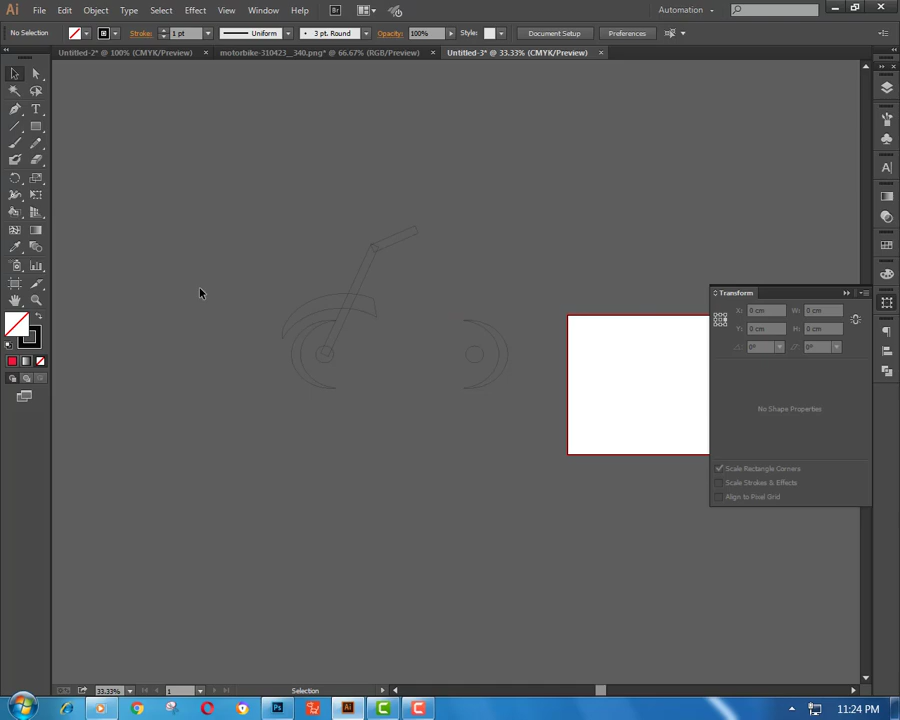 Ai File Edit Object Type Select Effect View Window Help Br Automation
No Selection Stroke: 1 pt Uniform 3 pt. Round Opacity: 100% Style: Document Setup Preferences
Untitled-2* @ 100% (CMYK/Preview) × motorbike-310423__340.png* @ 66.67% (RGB/Preview) × Untitled-3* @ 33.33% (CMYK/Preview) ×
Transform
X: 0 cm W: 0 cm
Y: 0 cm H: 0 cm
0° 0°
No Shape Properties
Scale Rectangle Corners
Scale Strokes & Effects
Align to Pixel Grid
33.33% 1 Selection
Ps Ai 11:24 PM